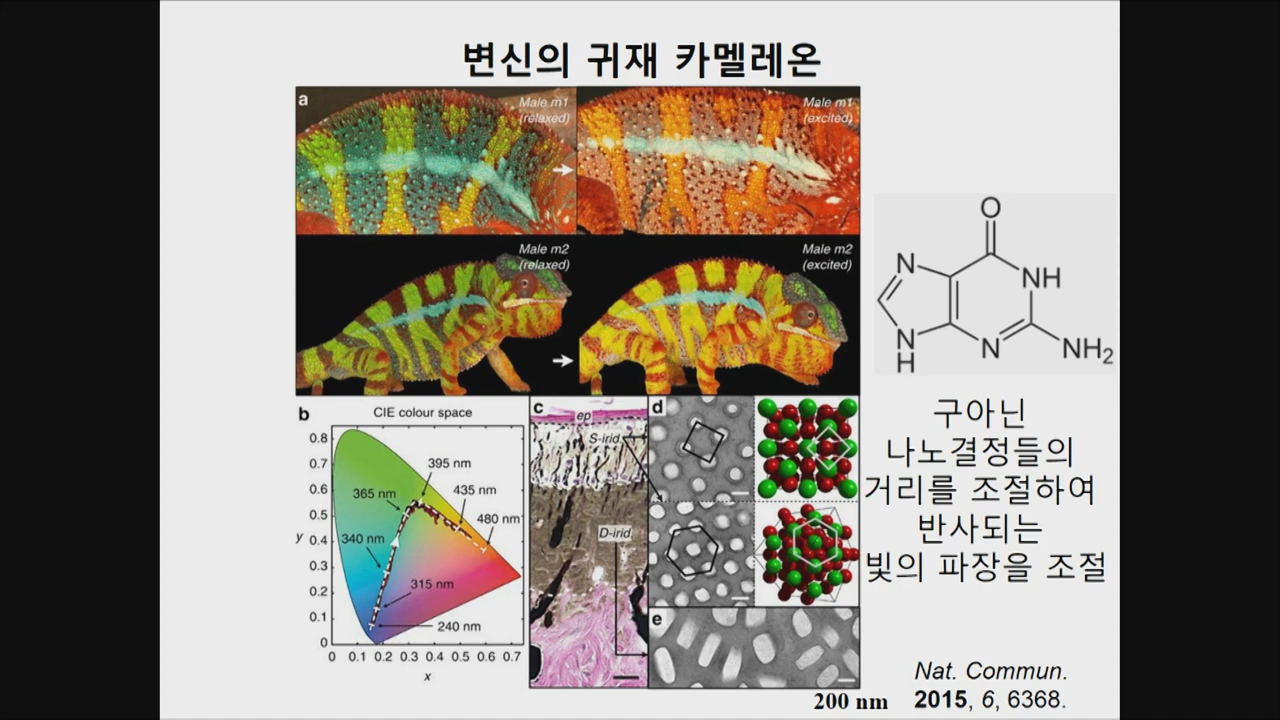 변신의 귀재 카멜레온
a
Male m1
(relaxed)
Male m1
(excited)
Male m2
(relaxed)
Male m2
(excited)
b
CIE colour space
y
0.8
0.7
0.6
0.5
0.4
0.3
0.2
0.1
0
395 nm
365 nm
435 nm
480 nm
340 nm
315 nm
240 nm
0 0.1 0.2 0.3 0.4 0.5 0.6 0.7
x
c
ep
S-irid.
D-irid.
d
e
200 nm
O
N
NH
N
H
N
NH2
구아닌
나노결정들의
거리를 조절하여
반사되는
빛의 파장을 조절
Nat. Commun.
2015, 6, 6368.